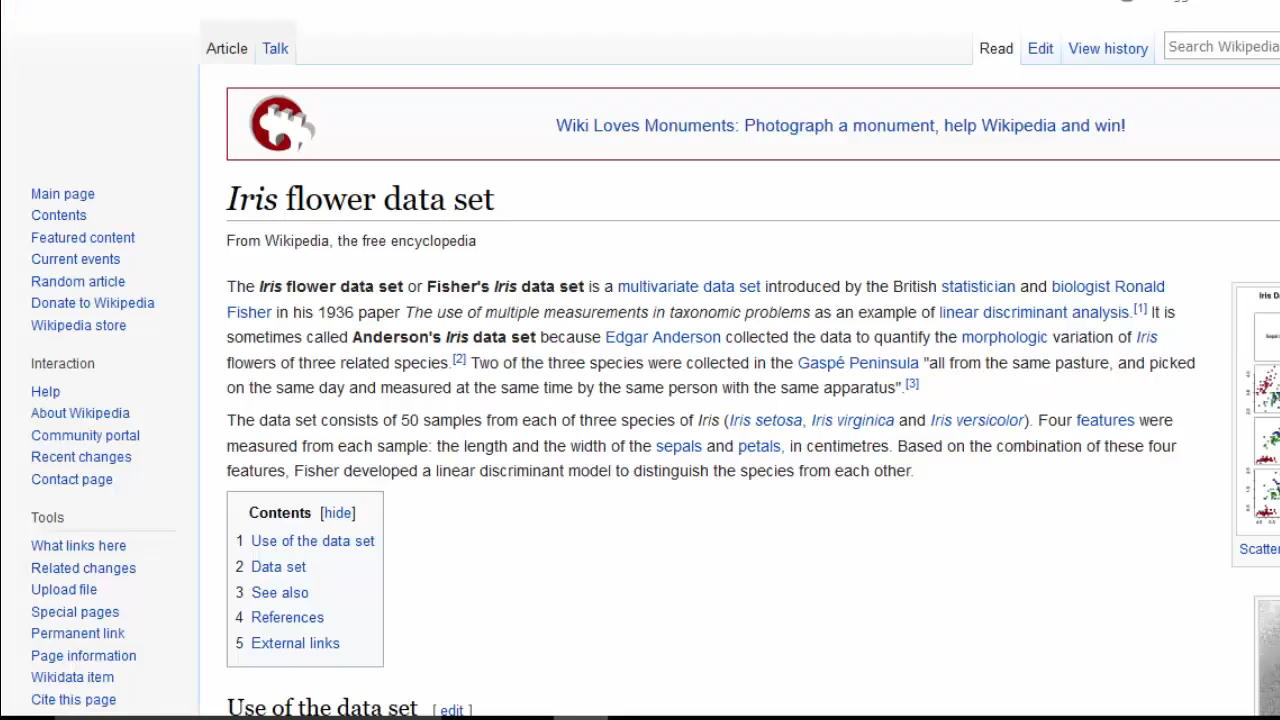 Article Talk Read Edit View history Search Wikipedia
Wiki Loves Monuments: Photograph a monument, help Wikipedia and win!
Iris flower data set
From Wikipedia, the free encyclopedia
The Iris flower data set or Fisher's Iris data set is a multivariate data set introduced by the British statistician and biologist Ronald
Fisher in his 1936 paper The use of multiple measurements in taxonomic problems as an example of linear discriminant analysis.[1] It is
sometimes called Anderson's Iris data set because Edgar Anderson collected the data to quantify the morphologic variation of Iris
flowers of three related species.[2] Two of the three species were collected in the Gaspé Peninsula "all from the same pasture, and picked
on the same day and measured at the same time by the same person with the same apparatus".[3]
The data set consists of 50 samples from each of three species of Iris (Iris setosa, Iris virginica and Iris versicolor). Four features were
measured from each sample: the length and the width of the sepals and petals, in centimetres. Based on the combination of these four
features, Fisher developed a linear discriminant model to distinguish the species from each other.
Contents [hide]
1 Use of the data set
2 Data set
3 See also
4 References
5 External links
Use of the data set [ edit ]
Main page
Contents
Featured content
Current events
Random article
Donate to Wikipedia
Wikipedia store
Interaction
Help
About Wikipedia
Community portal
Recent changes
Contact page
Tools
What links here
Related changes
Upload file
Special pages
Permanent link
Page information
Wikidata item
Cite this page
Iris D
Scatter